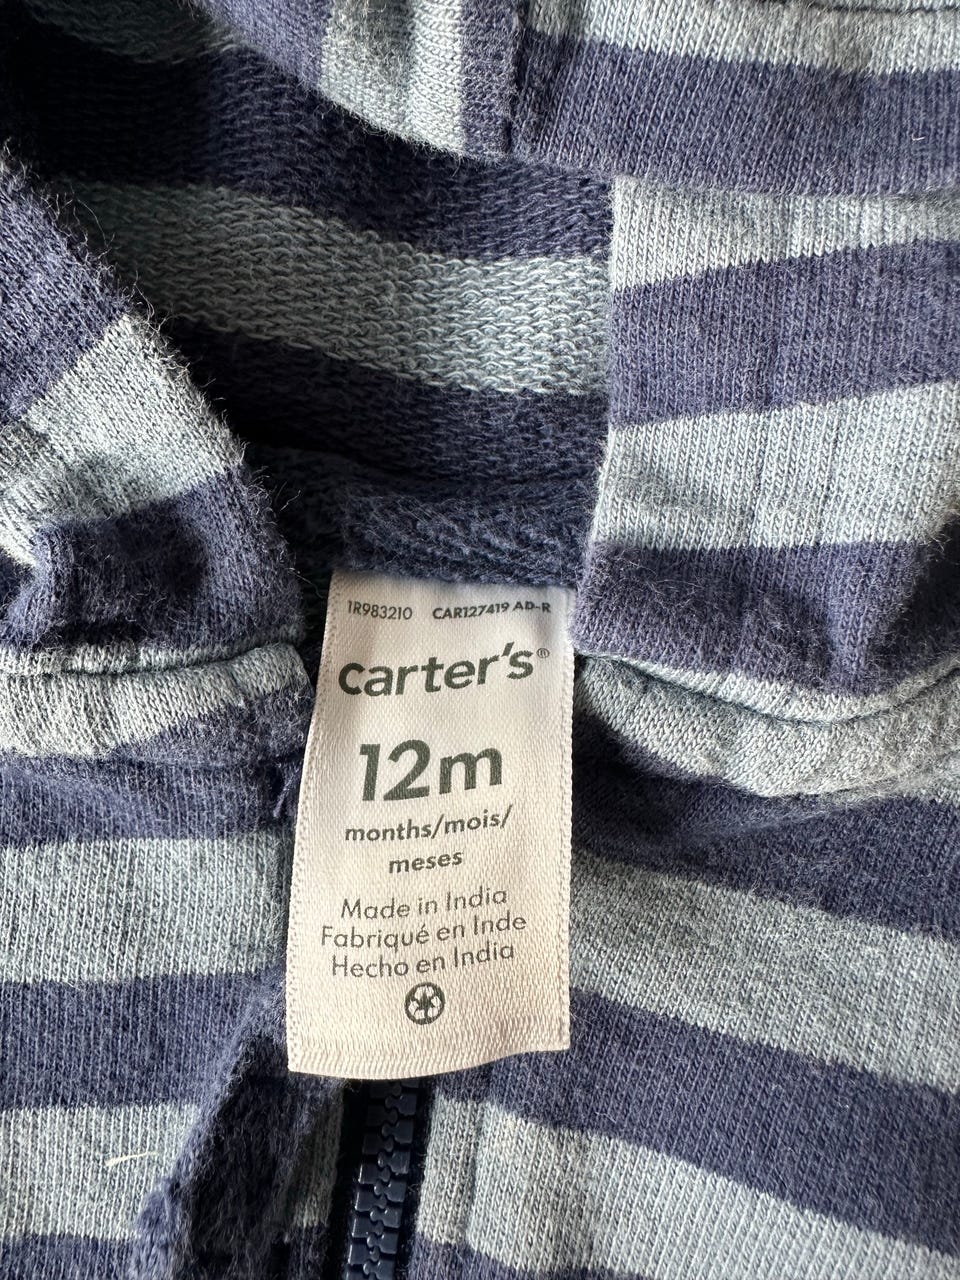 1R983210 CAR127419 AD-R
carter's®
12m
months/mois/
meses
Made in India
Fabriqué en Inde
Hecho en India